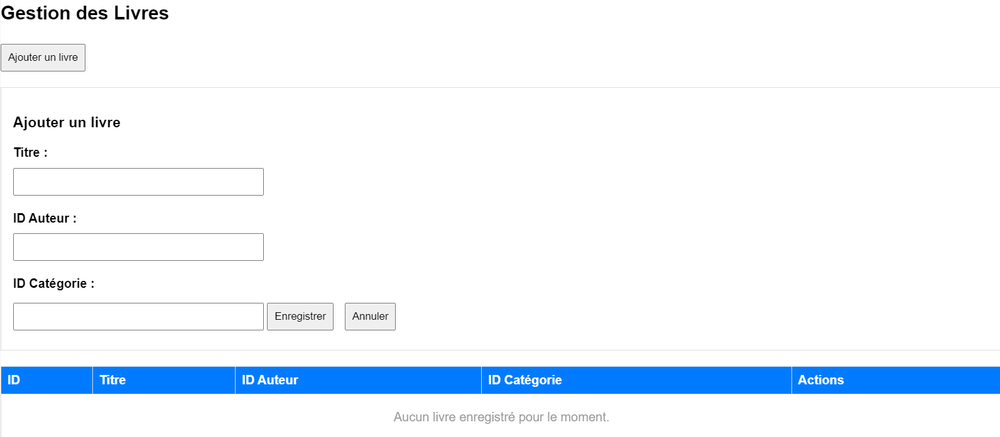 Gestion des Livres
Ajouter un livre
Ajouter un livre
Titre :
ID Auteur :
ID Catégorie :
Enregistrer Annuler
ID Titre ID Auteur ID Catégorie Actions
Aucun livre enregistré pour le moment.